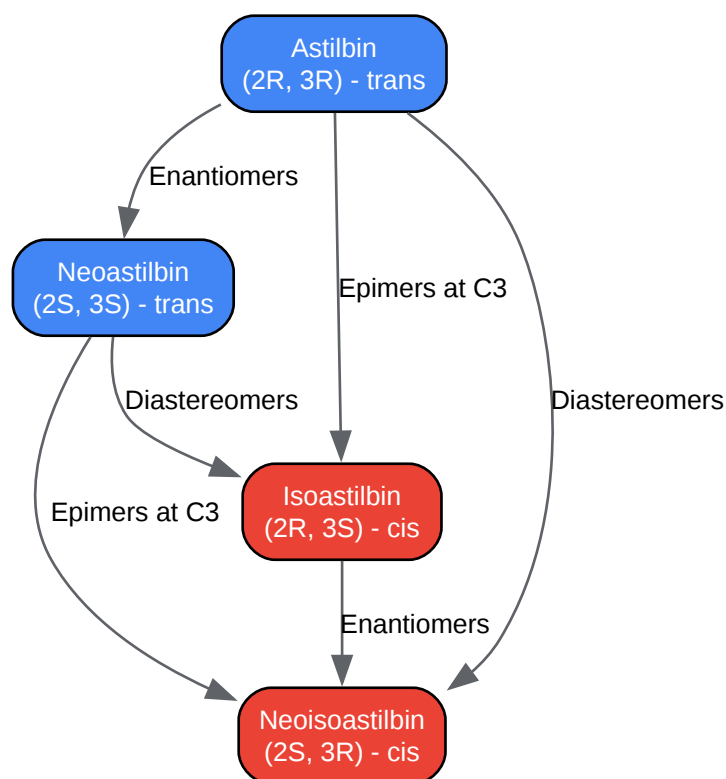 Astilbin
(2R, 3R) - trans
Enantiomers
Neoastilbin
(2S, 3S) - trans
Epimers at C3
Diastereomers
Diastereomers
Isoastilbin
(2R, 3S) - cis
Epimers at C3
Enantiomers
Neoisoastilbin
(2S, 3R) - cis